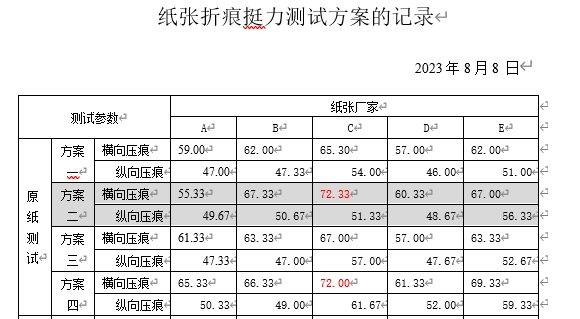 纸张折痕挺力测试方案的记录
2023年8月8日
测试参数 纸张厂家
A B C D E
原纸测试 方案一 横向压痕 59.00 62.00 65.30 57.00 62.00
纵向压痕 47.00 47.33 54.00 46.00 51.00
方案二 横向压痕 55.33 67.33 72.33 60.33 67.00
纵向压痕 49.67 50.67 51.33 48.67 56.33
方案三 横向压痕 61.33 63.33 67.00 57.00 63.33
纵向压痕 47.33 47.00 57.00 47.67 52.67
方案四 横向压痕 65.33 66.33 72.00 61.33 69.33
纵向压痕 50.33 49.00 61.67 52.00 59.33